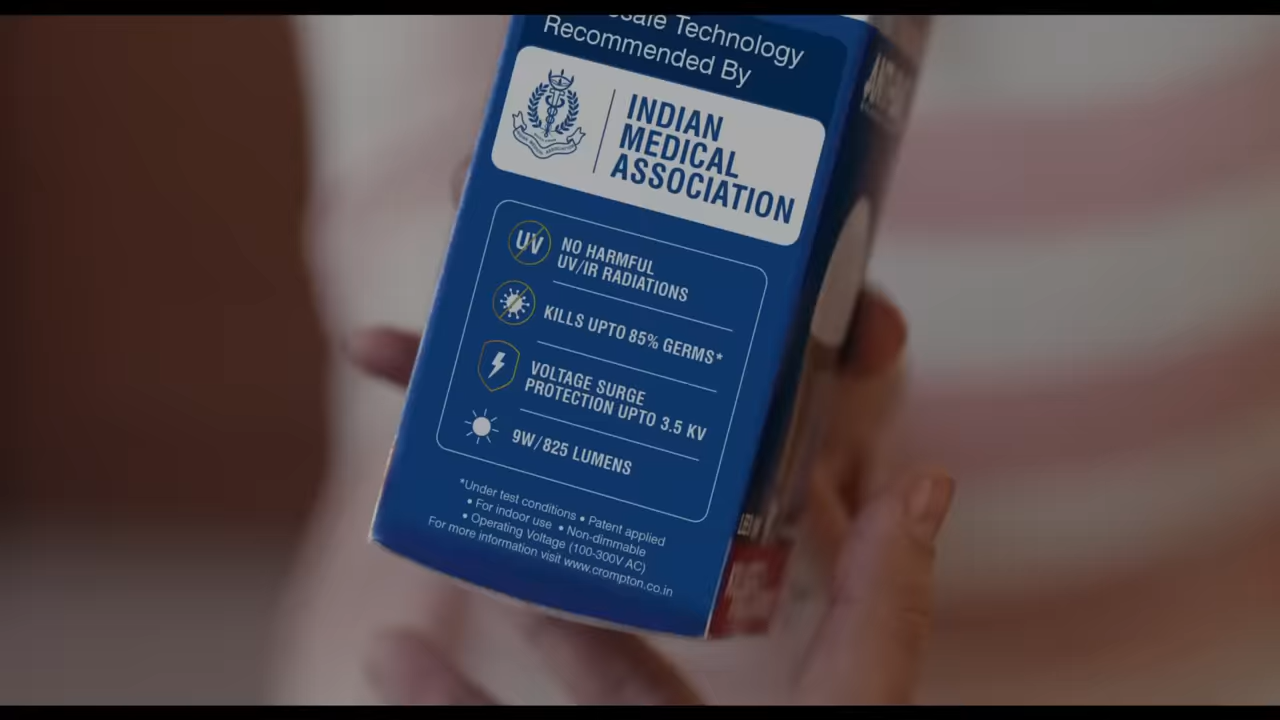 Technology
Recommended By
INDIAN
MEDICAL
ASSOCIATION
UV
NO HARMFUL
UV/IR RADIATIONS
KILLS UPTO 85% GERMS*
VOLTAGE SURGE
PROTECTION UPTO 3.5 KV
9W/825 LUMENS
*Under test conditions • Patent applied
• For indoor use • Non-dimmable
• Operating Voltage (100-300V AC)
For more information visit www.crompton.co.in